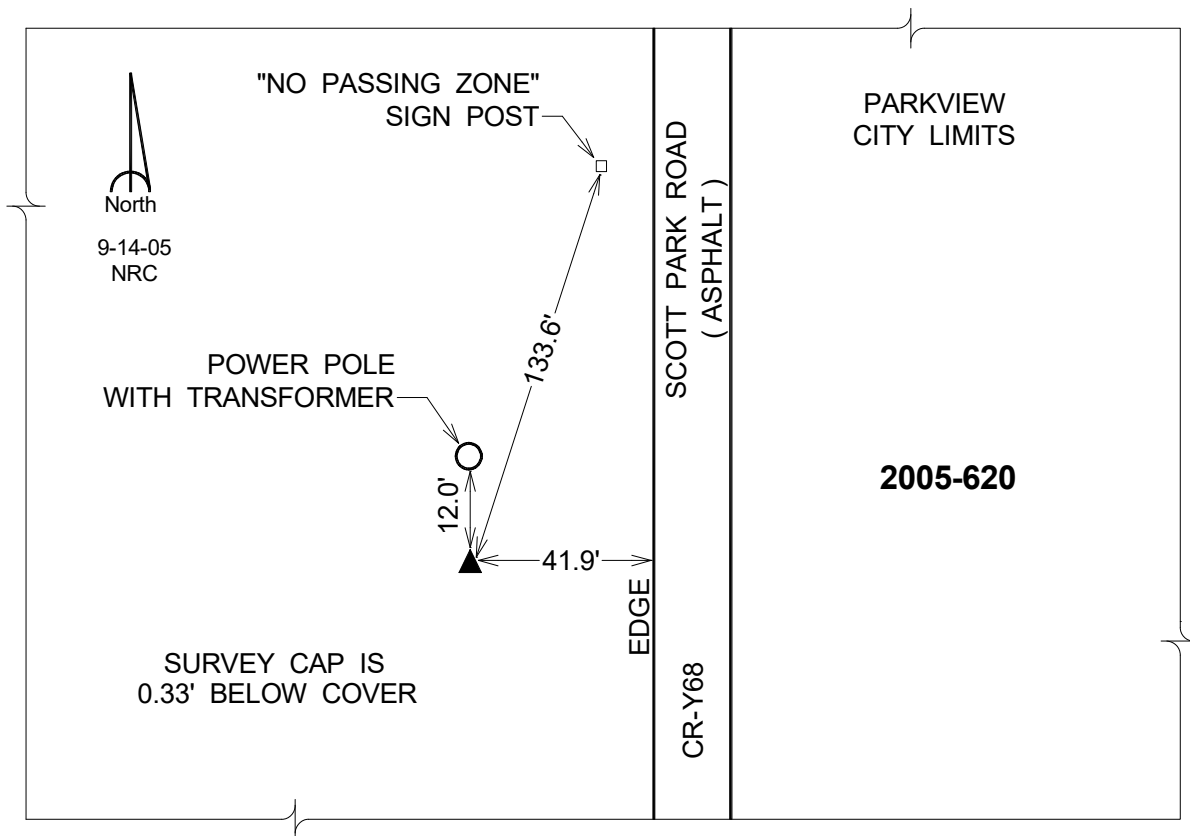 "NO PASSING ZONE"
SIGN POST
PARKVIEW
CITY LIMITS
North
9-14-05
NRC
SCOTT PARK ROAD
( ASPHALT )
133.6'
POWER POLE
WITH TRANSFORMER
12.0'
2005-620
41.9'
EDGE
SURVEY CAP IS
0.33' BELOW COVER
CR-Y68